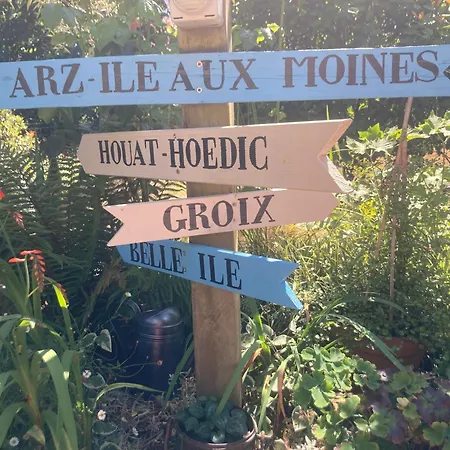 ARZ-ILE AUX MOINES
HOUAT-HOEDIC
GROIX
BELLE ILE